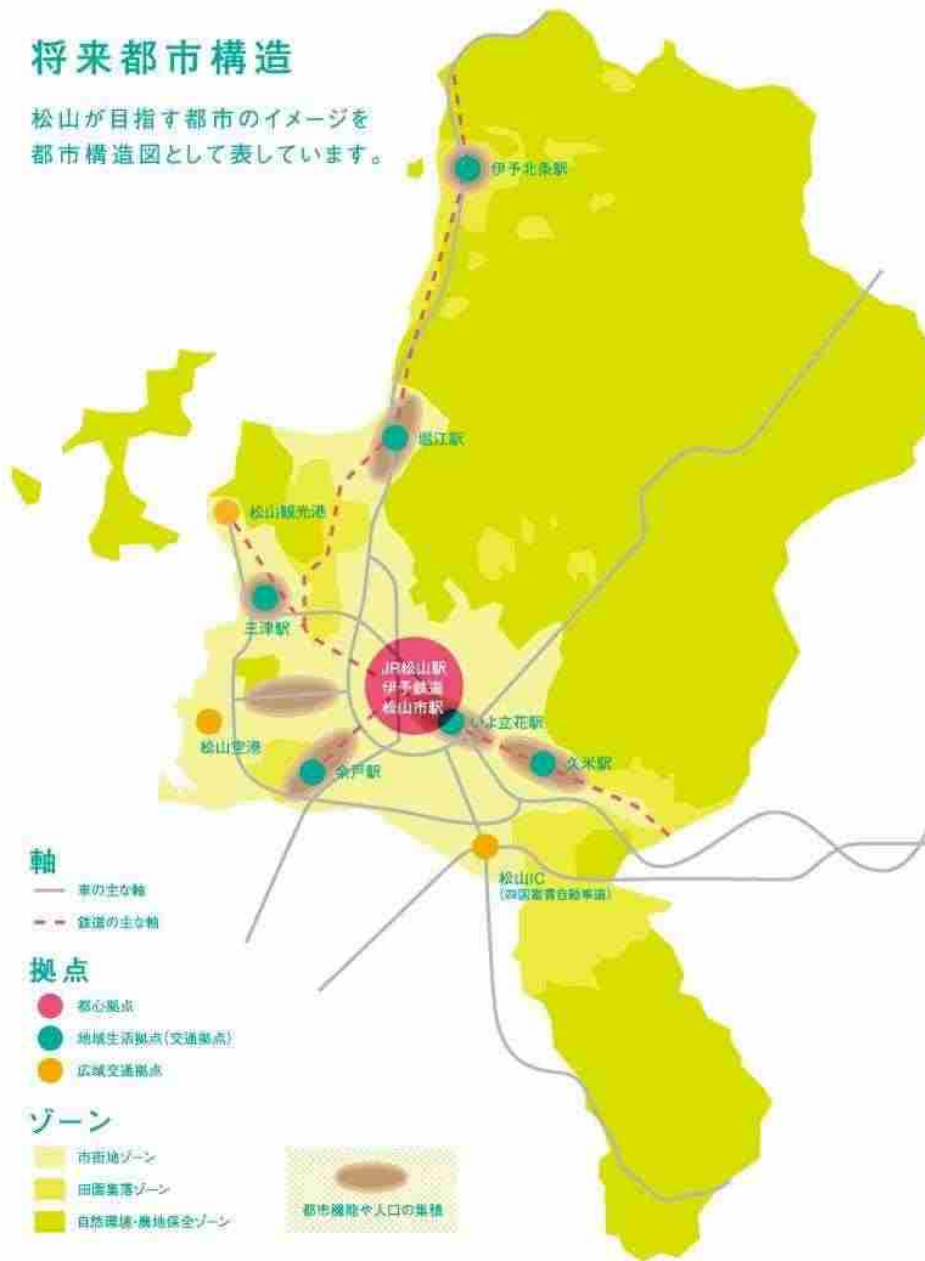 将来都市構造
松山が目指す都市のイメージを
都市構造図として表しています。
伊予北条駅
堀江駅
松山観光港
三津駅
JR松山駅
伊予鉄道
松山市駅
いよ立花駅
松山空港
余戸駅
久米駅
松山IC
(四国縦貫自動車道)
軸
車の主な軸
鉄道の主な軸
拠点
都心拠点
地域生活拠点(交通拠点)
広域交通拠点
ゾーン
市街地ゾーン
田園集落ゾーン
自然環境・農地保全ゾーン
都市機能や人口の集積